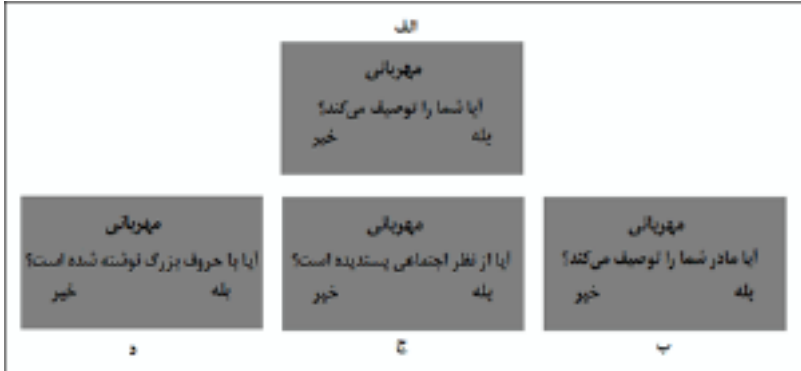 الف
مهربانی
آیا شما را توصیف می‌کند؟
بله خیر
مهربانی
آیا مادر شما را توصیف می‌کند؟
بله خیر
ب
مهربانی
آیا از نظر اجتماعی پسندیده است؟
بله خیر
ج
مهربانی
آیا با حروف بزرگ نوشته شده است؟
بله خیر
د